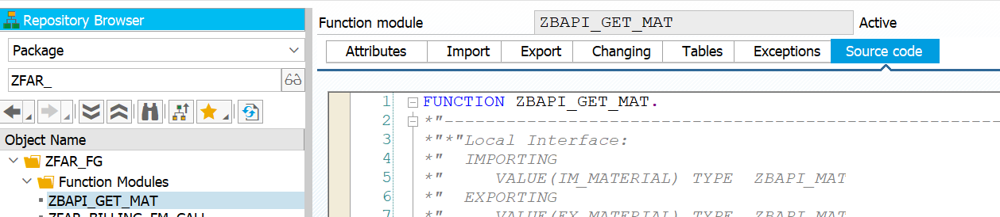 Repository Browser
Package
ZFAR_
Object Name
ZFAR_FG
Function Modules
ZBAPI_GET_MAT
ZFAR_BILLING_FM_CALL
Function module ZBAPI_GET_MAT Active
Attributes Import Export Changing Tables Exceptions Source code
1 FUNCTION ZBAPI_GET_MAT.
2 *"----------------------------------------------------------------------
3 *"*"Local Interface:
4 *"  IMPORTING
5 *"     VALUE(IM_MATERIAL) TYPE  ZBAPI_MAT
6 *"  EXPORTING
7 *"     VALUE(EX_MATERIAL) TYPE  ZBAPI_MAT